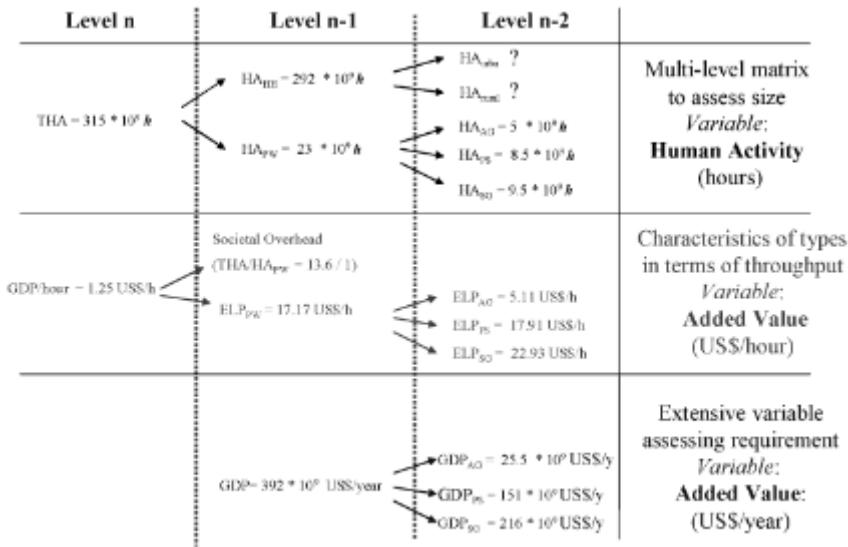 Level n
Level n-1
Level n-2
THA = 315 * 10⁹ h
HA_HH = 292 * 10⁹ h
HA_PW = 23 * 10⁹ h
HA ?
HA ?
HA_AG = 5 * 10⁹ h
HA_PS = 8.5 * 10⁹ h
HA_SG = 9.5 * 10⁹ h
Multi-level matrix
to assess size
Variable:
Human Activity
(hours)
GDP/hour = 1.25 US$/h
Societal Overhead
(THA/HA_PW = 13.6 / 1)
ELP_PW = 17.17 US$/h
ELP_AG = 5.11 US$/h
ELP_PS = 17.91 US$/h
ELP_SG = 22.93 US$/h
Characteristics of types
in terms of throughput
Variable:
Added Value
(US$/hour)
GDP= 392 * 10⁹ US$/year
GDP_AG = 25.5 * 10⁹ US$/y
GDP_PS = 151 * 10⁹ US$/y
GDP_SG = 216 * 10⁹ US$/y
Extensive variable
assessing requirement
Variable:
Added Value:
(US$/year)